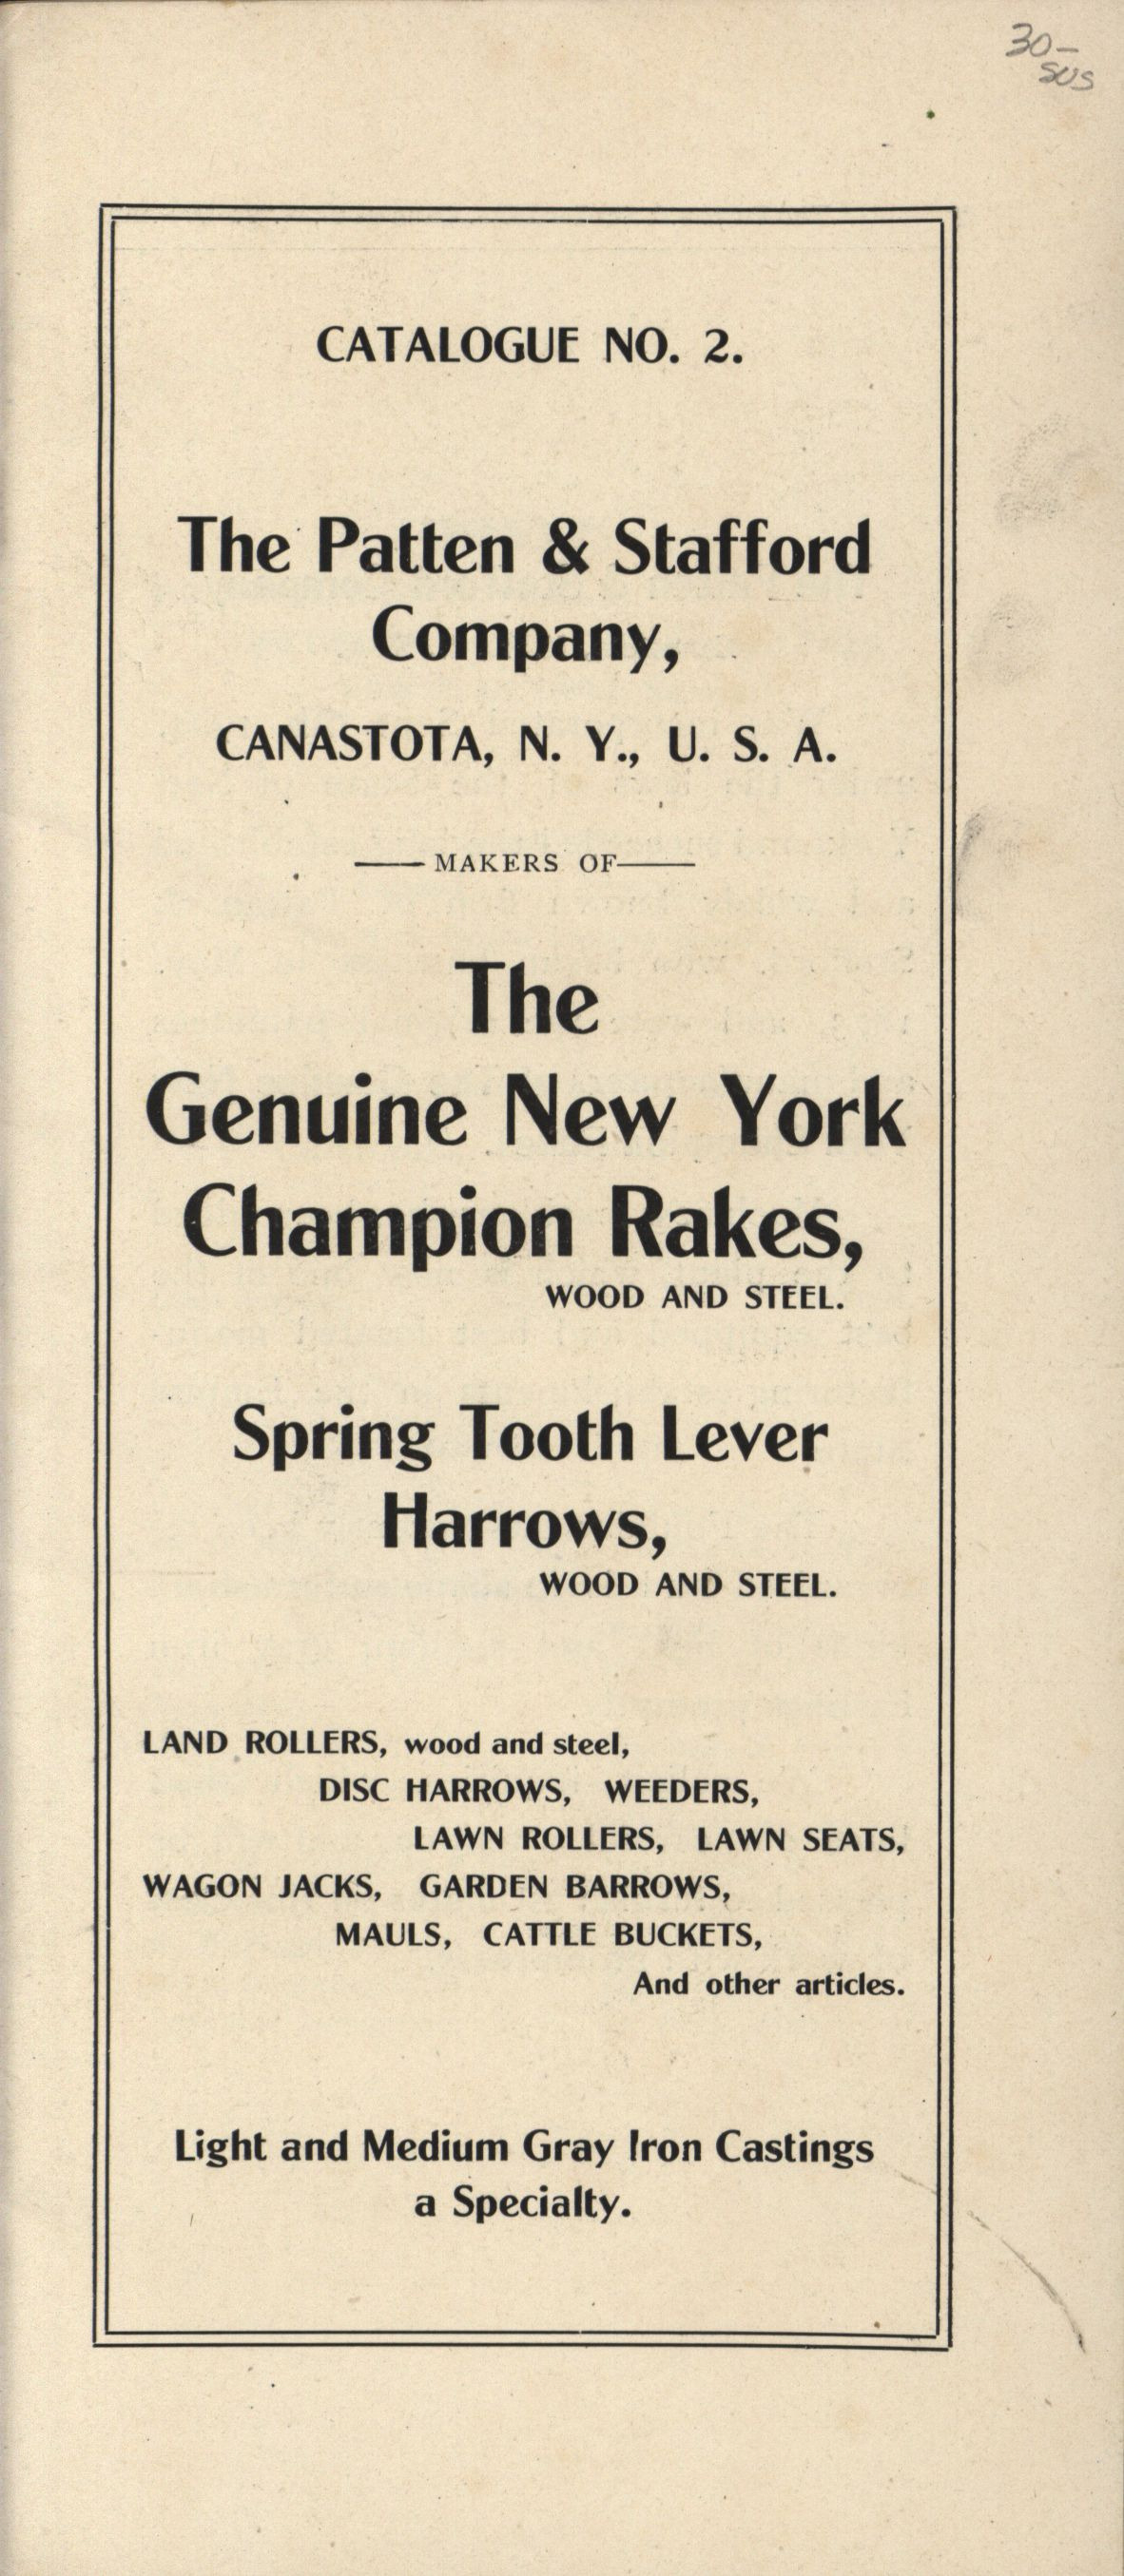 30-
SUS
CATALOGUE NO. 2.
The Patten & Stafford
Company,
CANASTOTA, N. Y., U. S. A.
MAKERS OF
The
Genuine New York
Champion Rakes,
WOOD AND STEEL.
Spring Tooth Lever
Harrows,
WOOD AND STEEL.
LAND ROLLERS, wood and steel,
DISC HARROWS, WEEDERS,
LAWN ROLLERS, LAWN SEATS,
WAGON JACKS, GARDEN BARROWS,
MAULS, CATTLE BUCKETS,
And other articles.
Light and Medium Gray Iron Castings
a Specialty.